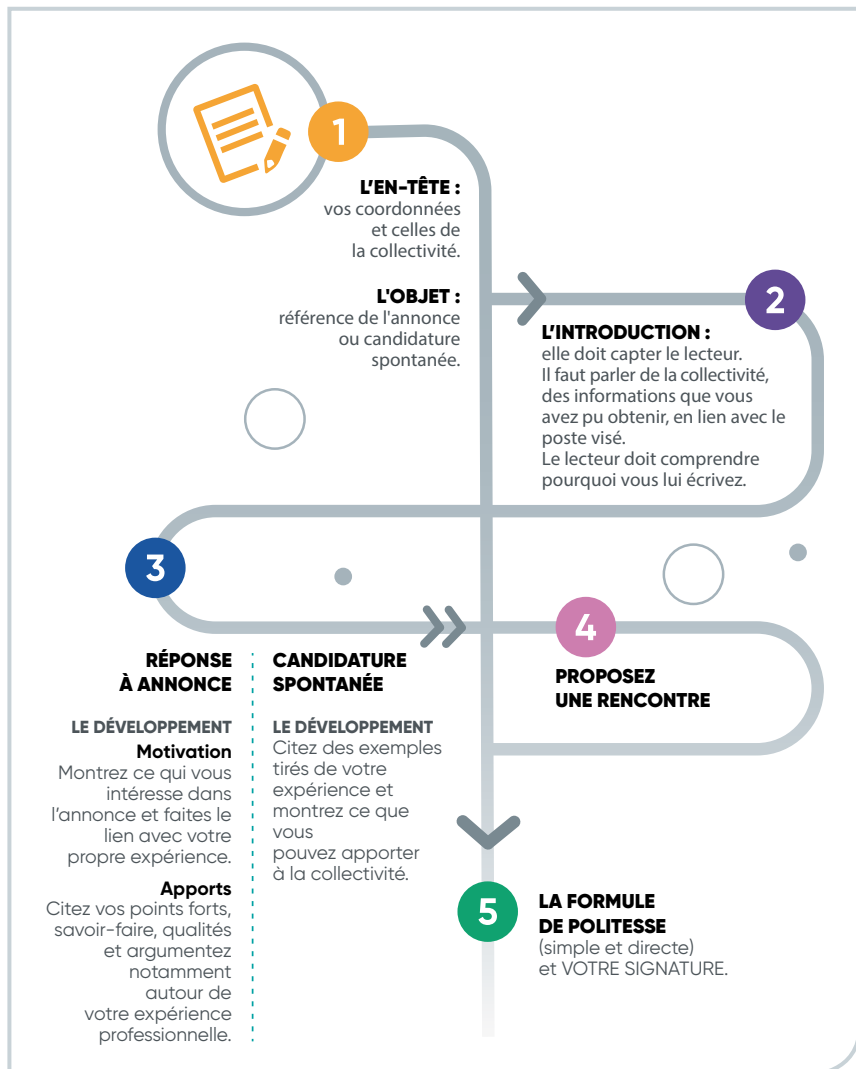 1
L'EN-TÊTE :
vos coordonnées
et celles de
la collectivité.
L'OBJET :
référence de l'annonce
ou candidature
spontanée.
2
L'INTRODUCTION :
elle doit capter le lecteur.
Il faut parler de la collectivité,
des informations que vous
avez pu obtenir, en lien avec le
poste visé.
Le lecteur doit comprendre
pourquoi vous lui écrivez.
3
RÉPONSE
À ANNONCE
LE DÉVELOPPEMENT
Motivation
Montrez ce qui vous
intéresse dans
l'annonce et faites le
lien avec votre
propre expérience.
Apports
Citez vos points forts,
savoir-faire, qualités
et argumentez
notamment
autour de
votre expérience
professionnelle.
CANDIDATURE
SPONTANÉE
LE DÉVELOPPEMENT
Citez des exemples
tirés de votre
expérience et
montrez ce que
vous
pouvez apporter
à la collectivité.
4
PROPOSEZ
UNE RENCONTRE
5
LA FORMULE
DE POLITESSE
(simple et directe)
et VOTRE SIGNATURE.